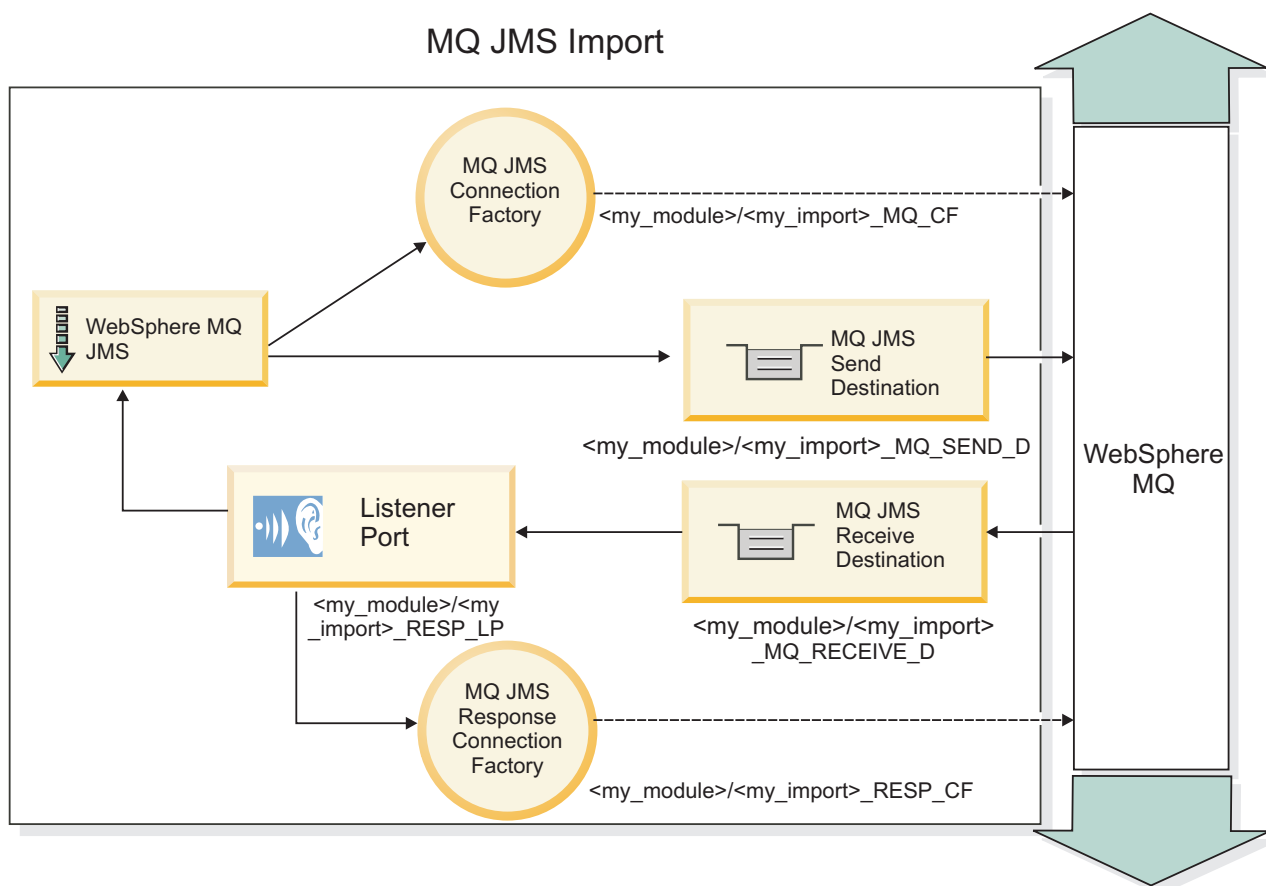 MQ JMS Import
MQ JMS
Connection
Factory
<my_module>/<my_import>_MQ_CF
WebSphere MQ
JMS
MQ JMS
Send
Destination
<my_module>/<my_import>_MQ_SEND_D
WebSphere
MQ
Listener
Port
MQ JMS
Receive
Destination
<my_module>/<my
_import>_RESP_LP
<my_module>/<my_import>
_MQ_RECEIVE_D
MQ JMS
Response
Connection
Factory
<my_module>/<my_import>_RESP_CF